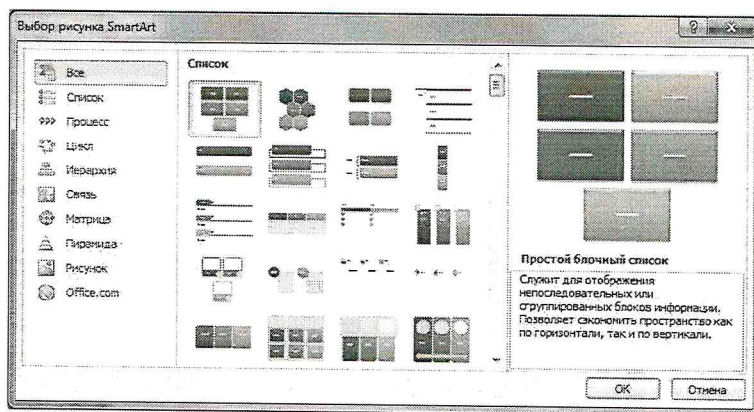 Выбор рисунка SmartArt
Все
Список
Процесс
Цикл
Иерархия
Связь
Матрица
Пирамида
Рисунок
Office.com
Список
Простой блочный список
Служит для отображения
непоследовательных или
сгруппированных блоков информации.
Позволяет сэкономить пространство как
по горизонтали, так и по вертикали.
ОК
Отмена